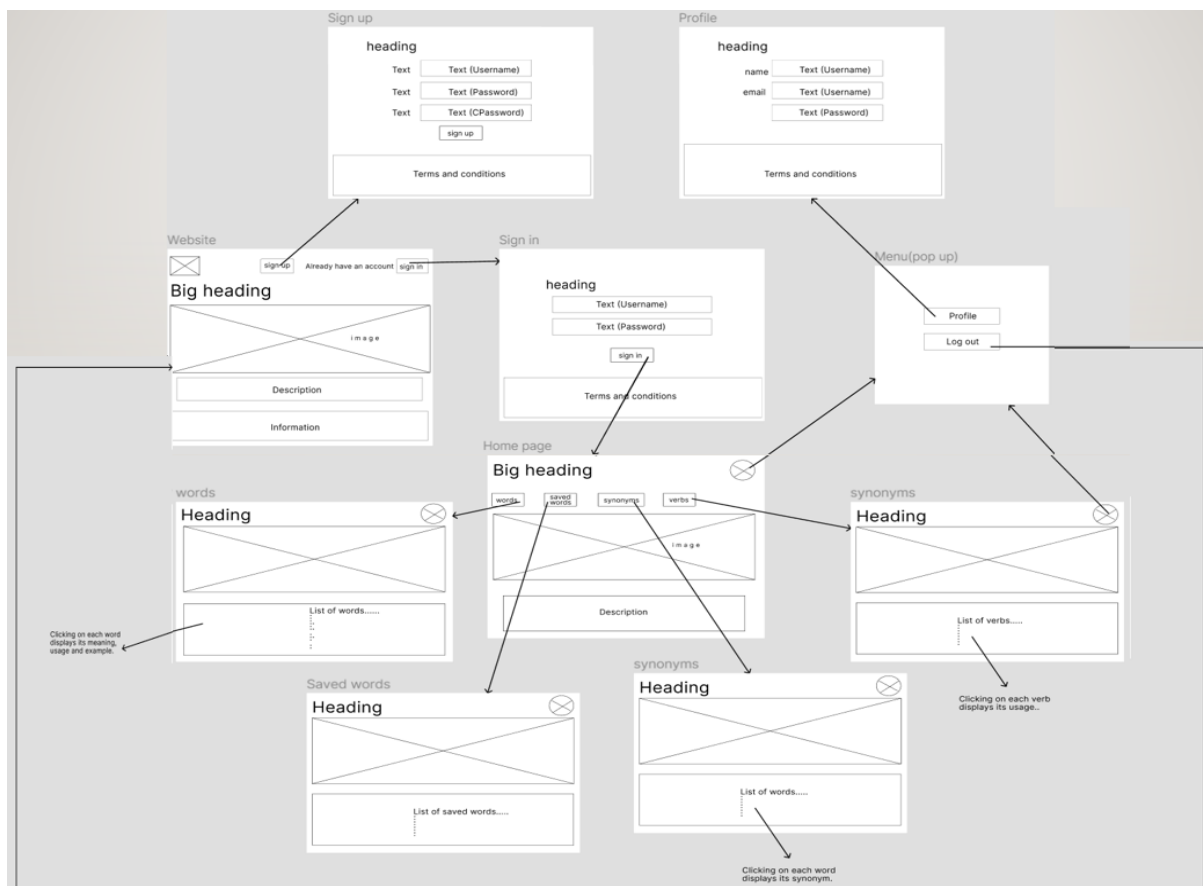 Sign up
heading
Text Text (Username)
Text Text (Password)
Text Text (CPassword)
sign up
Terms and conditions
Profile
heading
name Text (Username)
email Text (Username)
Text (Password)
Terms and conditions
Website
sign up Already have an account sign in
Big heading
image
Description
Information
Sign in
heading
Text (Username)
Text (Password)
sign in
Terms and conditions
Menu(pop up)
Profile
Log out
Home page
Big heading
words saved words synonyms verbs
image
Description
words
Heading
List of words......
Clicking on each word
displays its meaning,
usage and example.
synonyms
Heading
List of verbs.....
Clicking on each verb
displays its usage..
Saved words
Heading
List of saved words.....
synonyms
Heading
List of words.....
Clicking on each word
displays its synonym.